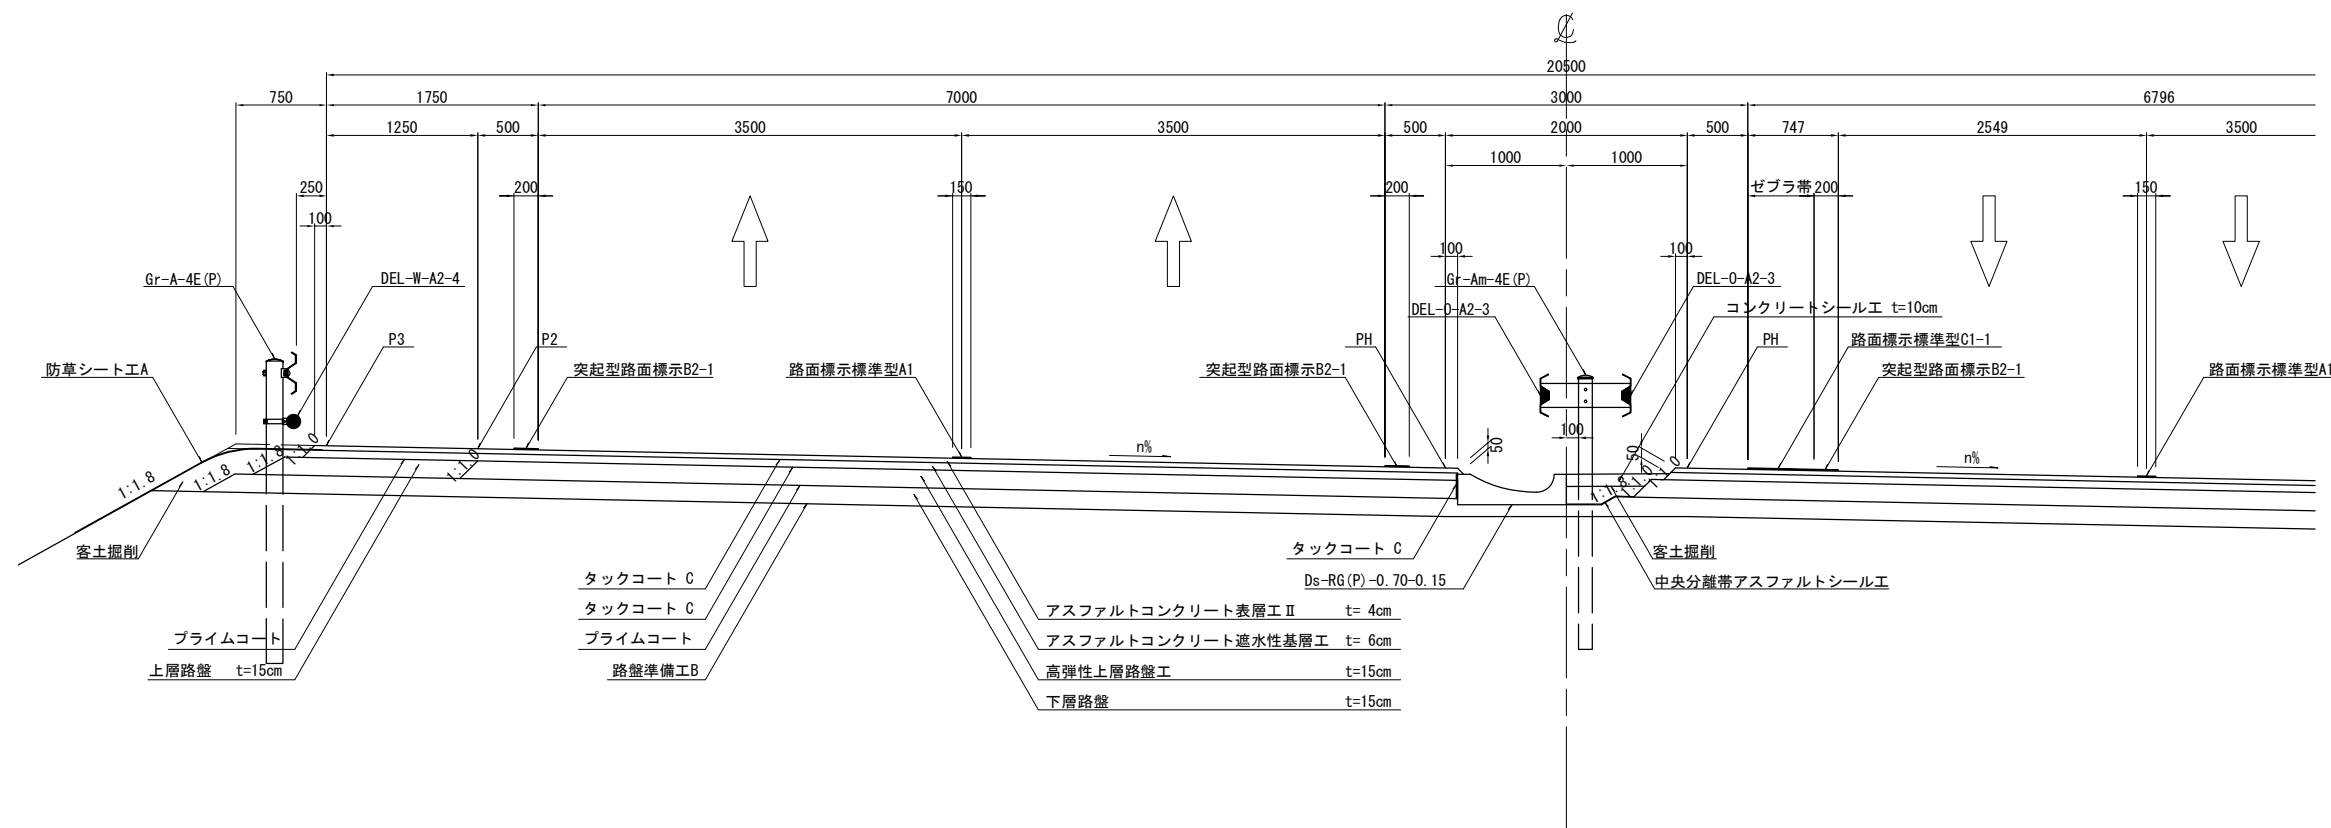 ℄
20500
750 1750 7000 3000 6796
1250 500 3500 3500 500 2000 500 747 2549 3500
1000 1000
250 200 150 200 ゼブラ帯 200 150
100 100 100
Gr-A-4E(P) DEL-W-A2-4 Gr-Am-4E(P) DEL-O-A2-3
DEL-O-A2-3 コンクリートシール工 t=10cm
P3 P2 PH 路面標示標準型C1-1 PH
防草シート工A 突起型路面標示B2-1 路面標示標準型A1 突起型路面標示B2-1 突起型路面標示B2-1 路面標示標準型A1
100
n% 50 50 n%
1:1.8 1:1.8 1:1.8 1:1.0 1:1.0 1:1.8 1:1.0 1:1.0
客土掘削 タックコート C 客土掘削
タックコート C Ds-RG(P)-0.70-0.15 中央分離帯アスファルトシール工
タックコート C アスファルトコンクリート表層工Ⅱ t= 4cm
プライムコート プライムコート アスファルトコンクリート遮水性基層工 t= 6cm
上層路盤 t=15cm 路盤準備工B 高弾性上層路盤工 t=15cm
下層路盤 t=15cm